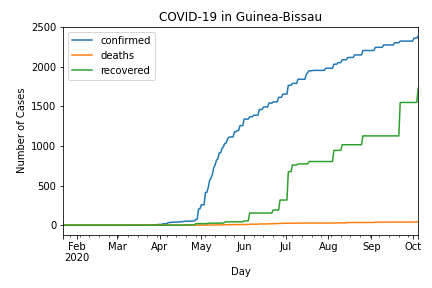 COVID-19 in Guinea-Bissau
confirmed
deaths
recovered
Number of Cases
2500
2000
1500
1000
500
0
Feb Mar Apr May Jun Jul Aug Sep Oct
2020
Day